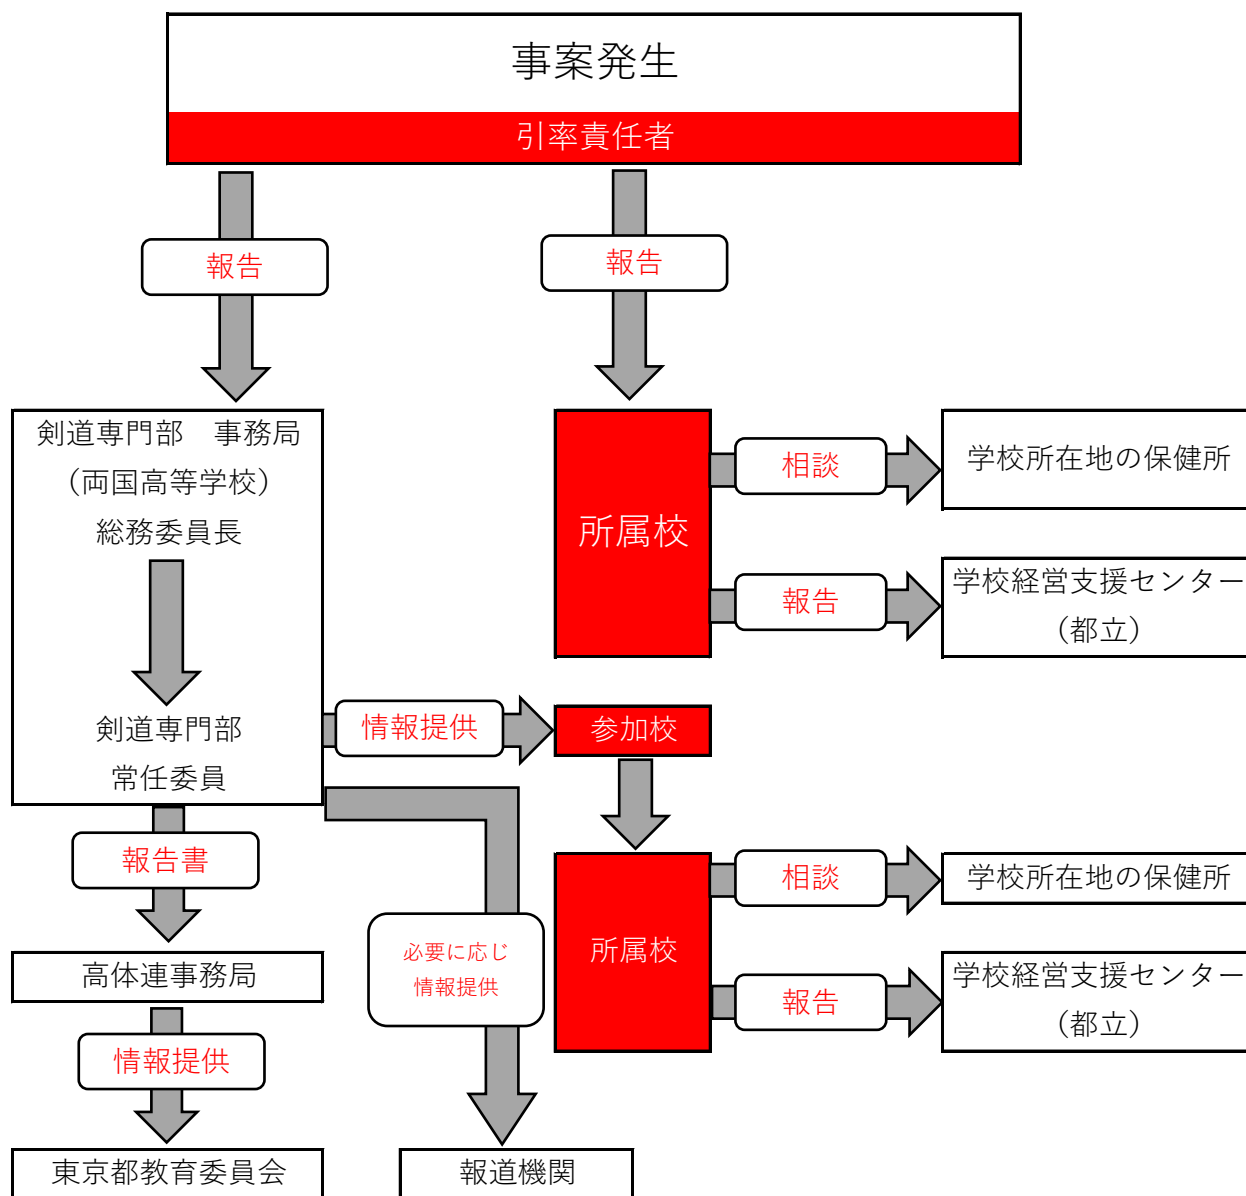 事案発生
引率責任者
報告
報告
剣道専門部　事務局
（両国高等学校）
総務委員長
剣道専門部
常任委員
所属校
相談
学校所在地の保健所
報告
学校経営支援センター
（都立）
情報提供
参加校
報告書
高体連事務局
情報提供
東京都教育委員会
必要に応じ
情報提供
報道機関
所属校
相談
学校所在地の保健所
報告
学校経営支援センター
（都立）